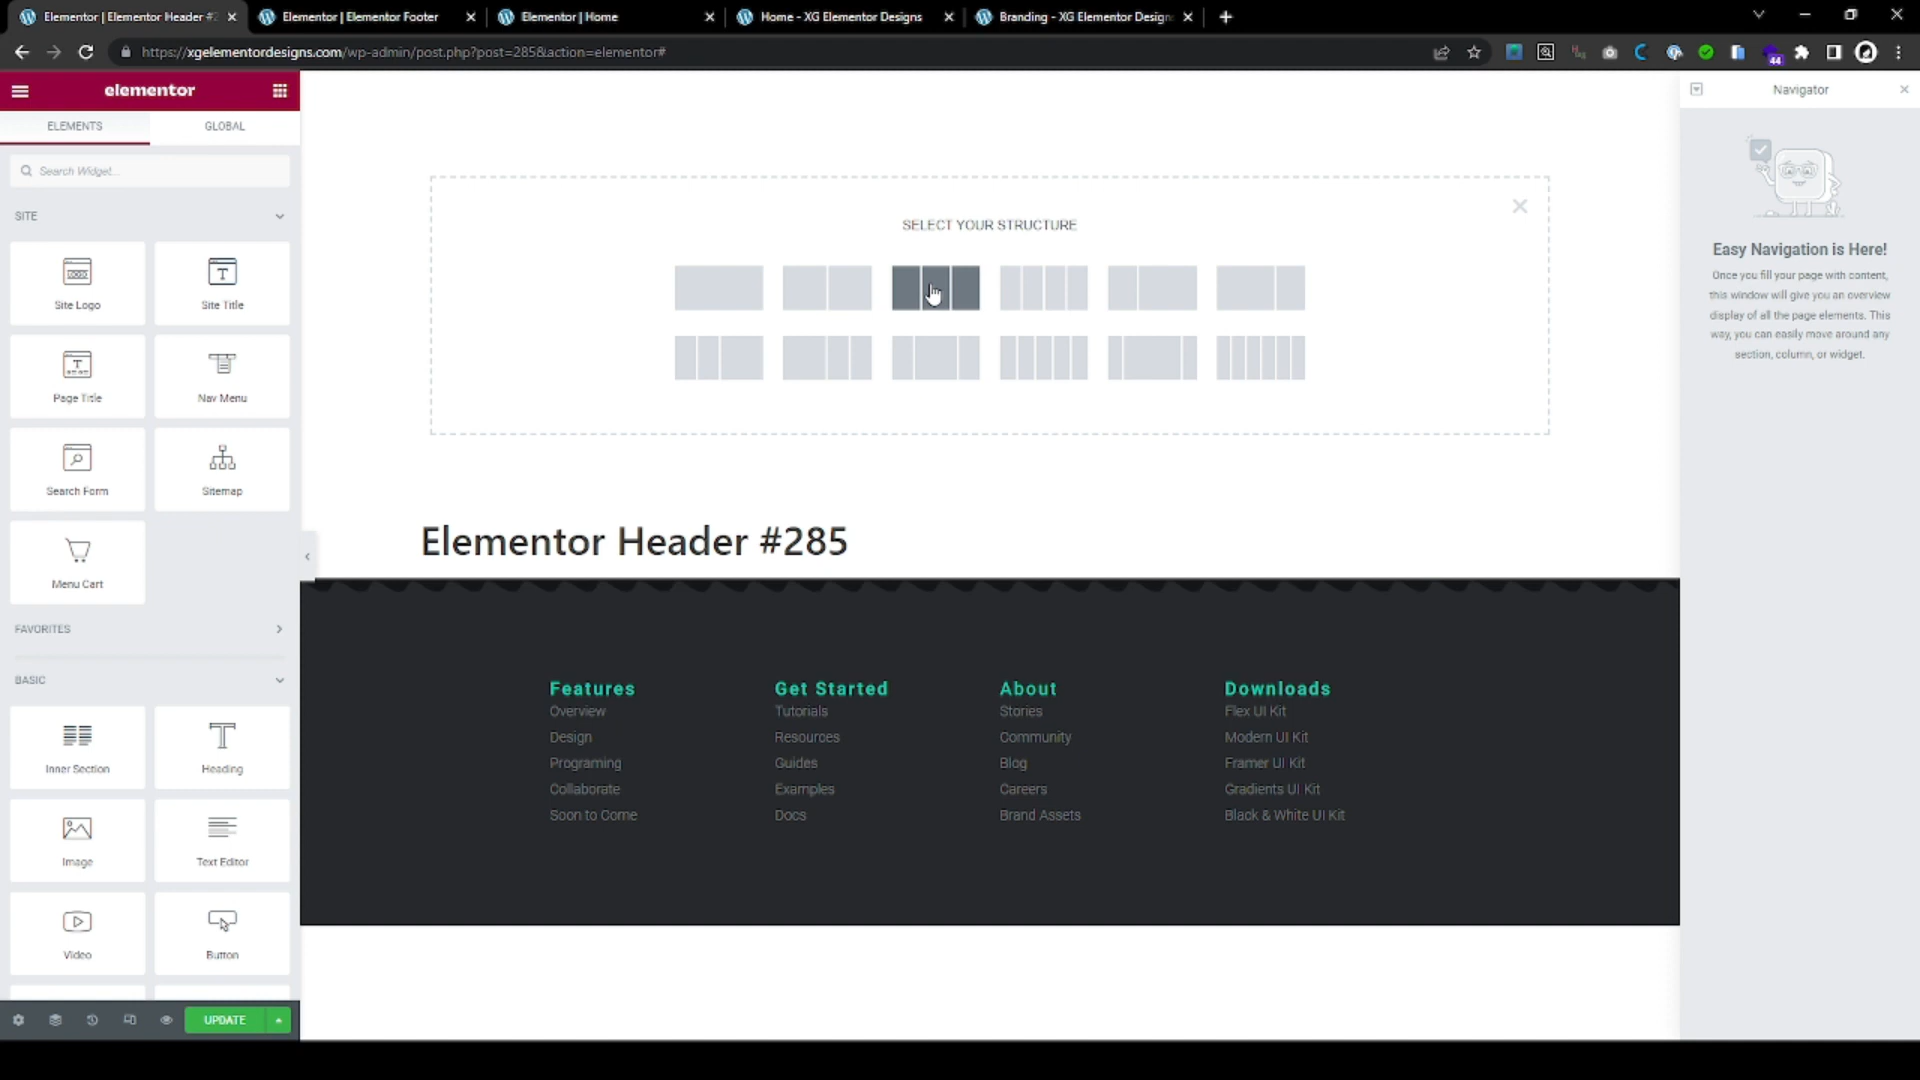 Elementor | Elementor Header #2
Elementor | Elementor Footer
Elementor | Home
Home - XG Elementor Designs
Branding - XG Elementor Design
https://xgelementordesigns.com/wp-admin/post.php?post=285&action=elementor#
44
elementor
ELEMENTS
GLOBAL
Search Widget...
SITE
Site Logo
Site Title
Page Title
Nav Menu
Search Form
Sitemap
Menu Cart
FAVORITES
BASIC
Inner Section
Heading
Image
Text Editor
Video
Button
UPDATE
SELECT YOUR STRUCTURE
Elementor Header #285
Features
Overview
Design
Programing
Collaborate
Soon to Come
Get Started
Tutorials
Resources
Guides
Examples
Docs
About
Stories
Community
Blog
Careers
Brand Assets
Downloads
Flex UI Kit
Modern UI Kit
Framer UI Kit
Gradients UI Kit
Black & White UI Kit
Navigator
Easy Navigation is Here!
Once you fill your page with content,
this window will give you an overview
display of all the page elements. This
way, you can easily move around any
section, column, or widget.